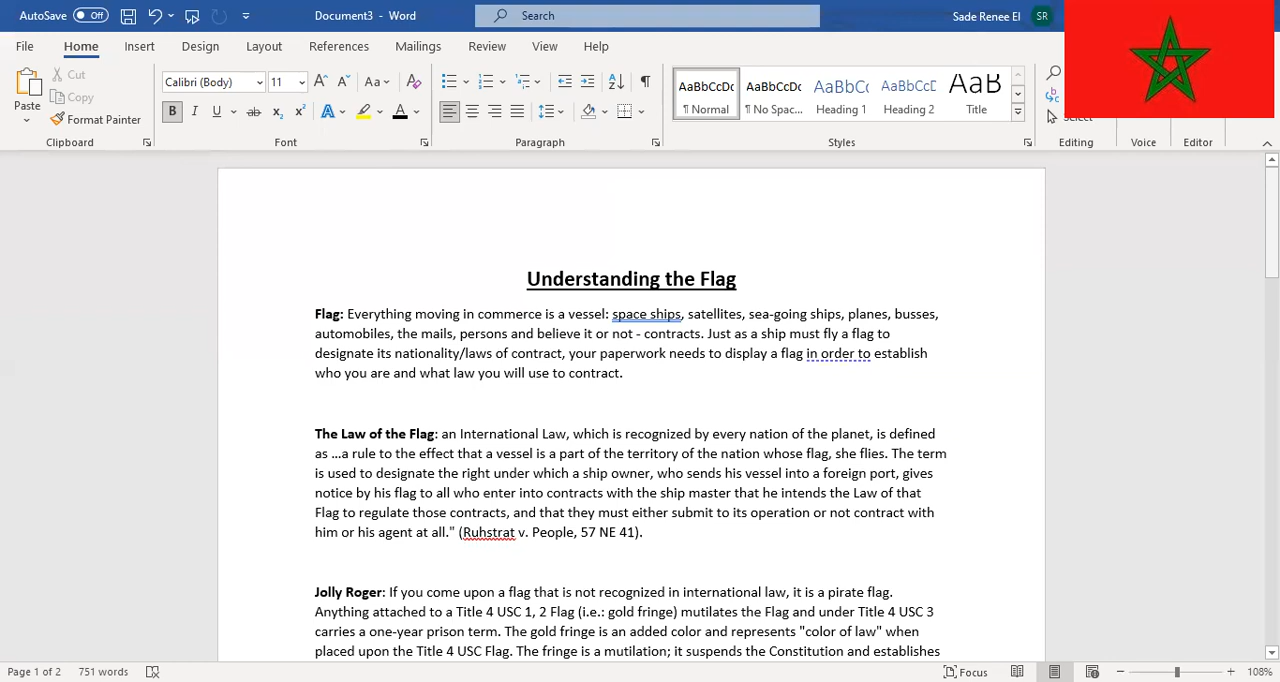 AutoSave Off Document3 - Word Search Sade Renee El SR
File Home Insert Design Layout References Mailings Review View Help
Paste Cut Copy Format Painter
Calibri (Body) 11 Aa
B I U ab x₂ x² A A
AaBbCcDc AaBbCcDc AaBbCc AaBbCcD AaB
¶ Normal ¶ No Spac... Heading 1 Heading 2 Title
Select
Clipboard Font Paragraph Styles Editing Voice Editor
Understanding the Flag
Flag: Everything moving in commerce is a vessel: space ships, satellites, sea-going ships, planes, busses,
automobiles, the mails, persons and believe it or not - contracts. Just as a ship must fly a flag to
designate its nationality/laws of contract, your paperwork needs to display a flag in order to establish
who you are and what law you will use to contract.
The Law of the Flag: an International Law, which is recognized by every nation of the planet, is defined
as …a rule to the effect that a vessel is a part of the territory of the nation whose flag, she flies. The term
is used to designate the right under which a ship owner, who sends his vessel into a foreign port, gives
notice by his flag to all who enter into contracts with the ship master that he intends the Law of that
Flag to regulate those contracts, and that they must either submit to its operation or not contract with
him or his agent at all." (Ruhstrat v. People, 57 NE 41).
Jolly Roger: If you come upon a flag that is not recognized in international law, it is a pirate flag.
Anything attached to a Title 4 USC 1, 2 Flag (i.e.: gold fringe) mutilates the Flag and under Title 4 USC 3
carries a one-year prison term. The gold fringe is an added color and represents "color of law" when
placed upon the Title 4 USC Flag. The fringe is a mutilation; it suspends the Constitution and establishes
Page 1 of 2 751 words Focus 108%